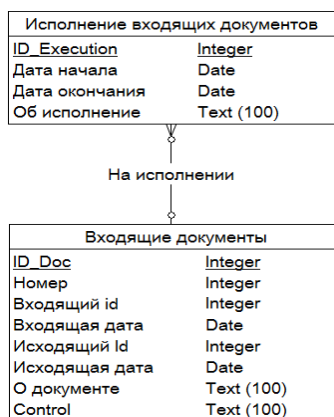 Исполнение входящих документов
ID_Execution Integer
Дата начала Date
Дата окончания Date
Об исполнение Text (100)
На исполнении
Входящие документы
ID_Doc Integer
Номер Integer
Входящий id Integer
Входящая дата Date
Исходящий Id Integer
Исходящая дата Date
О документе Text (100)
Control Text (100)